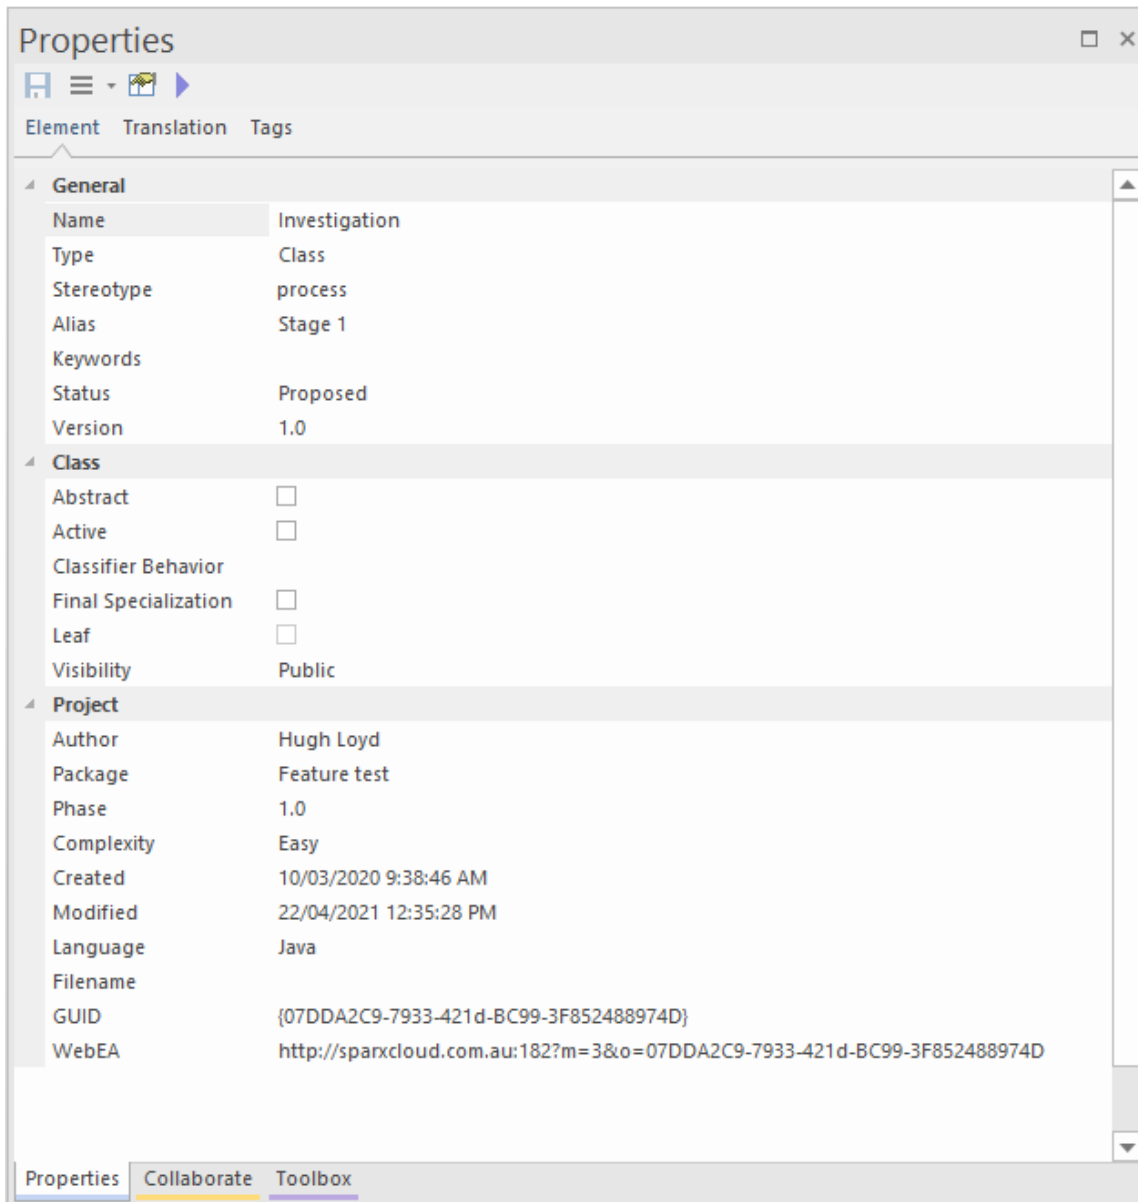 Properties
Element Translation Tags
General
Name Investigation
Type Class
Stereotype process
Alias Stage 1
Keywords
Status Proposed
Version 1.0
Class
Abstract
Active
Classifier Behavior
Final Specialization
Leaf
Visibility Public
Project
Author Hugh Loyd
Package Feature test
Phase 1.0
Complexity Easy
Created 10/03/2020 9:38:46 AM
Modified 22/04/2021 12:35:28 PM
Language Java
Filename
GUID {07DDA2C9-7933-421d-BC99-3F852488974D}
WebEA http://sparxcloud.com.au:182?m=3&o=07DDA2C9-7933-421d-BC99-3F852488974D
Properties Collaborate Toolbox